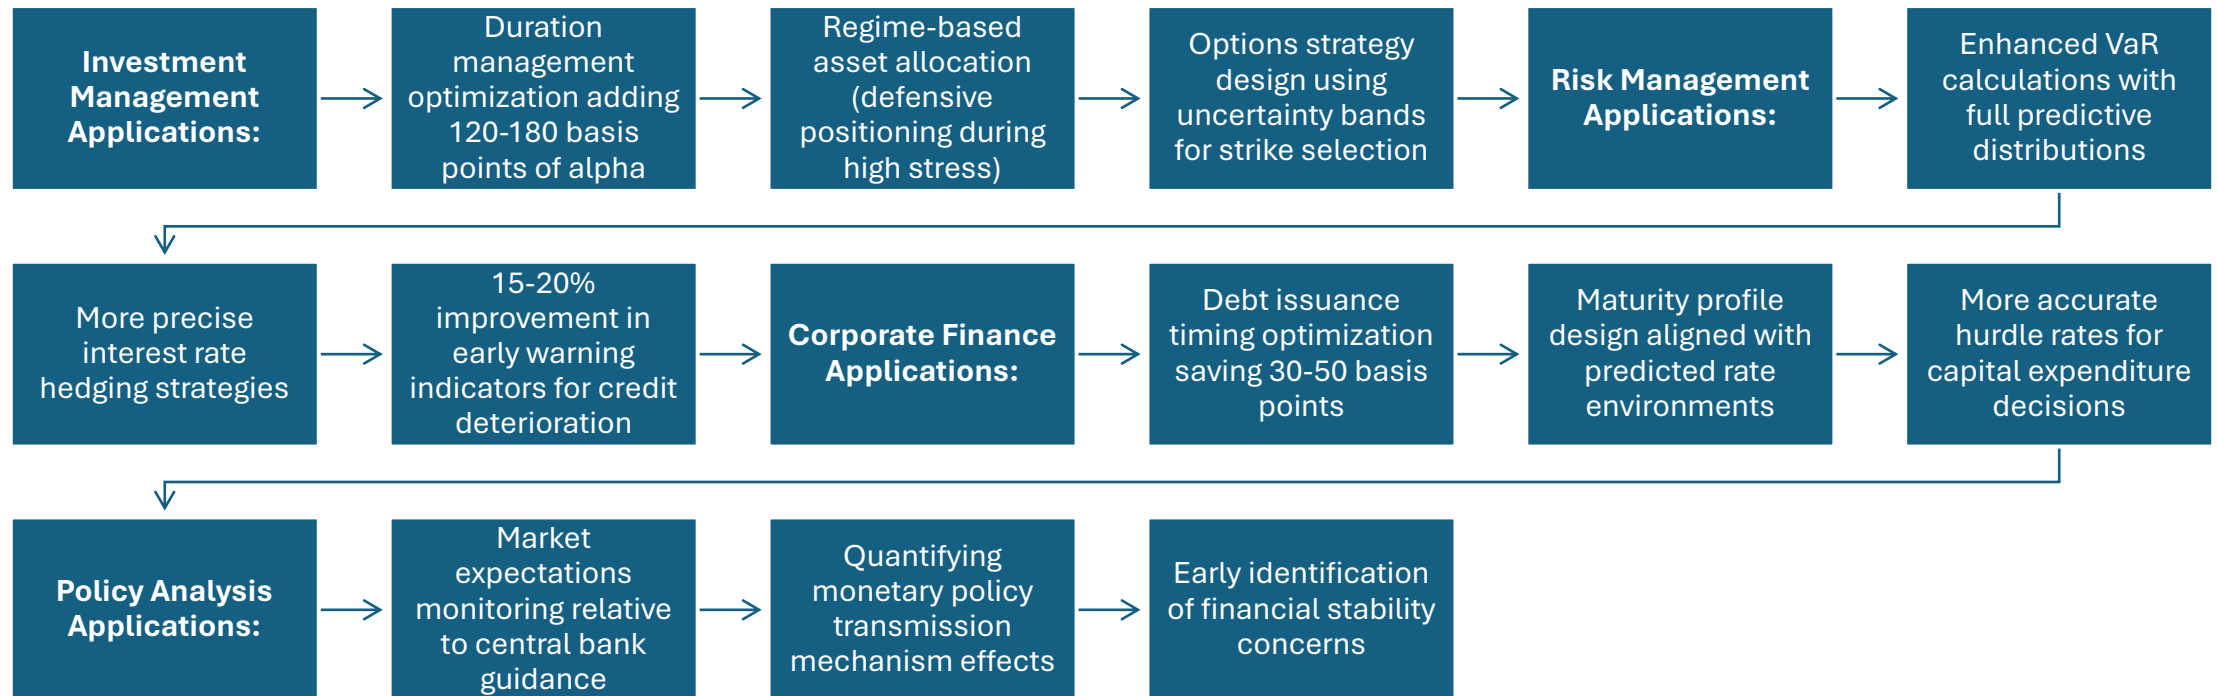 Investment
Management
Applications:
Duration
management
optimization adding
120-180 basis
points of alpha
Regime-based
asset allocation
(defensive
positioning during
high stress)
Options strategy
design using
uncertainty bands
for strike selection
Risk Management
Applications:
Enhanced VaR
calculations with
full predictive
distributions
More precise
interest rate
hedging strategies
15-20%
improvement in
early warning
indicators for credit
deterioration
Corporate Finance
Applications:
Debt issuance
timing optimization
saving 30-50 basis
points
Maturity profile
design aligned with
predicted rate
environments
More accurate
hurdle rates for
capital expenditure
decisions
Policy Analysis
Applications:
Market
expectations
monitoring relative
to central bank
guidance
Quantifying
monetary policy
transmission
mechanism effects
Early identification
of financial stability
concerns